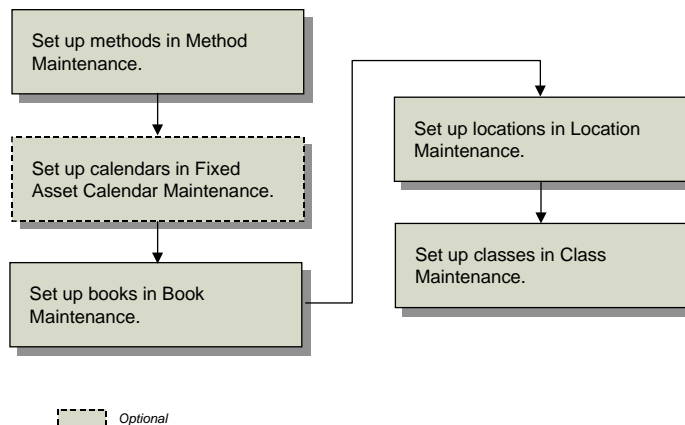 Set up methods in Method
Maintenance.
Set up calendars in Fixed
Asset Calendar Maintenance.
Set up books in Book
Maintenance.
Set up locations in Location
Maintenance.
Set up classes in Class
Maintenance.
Optional